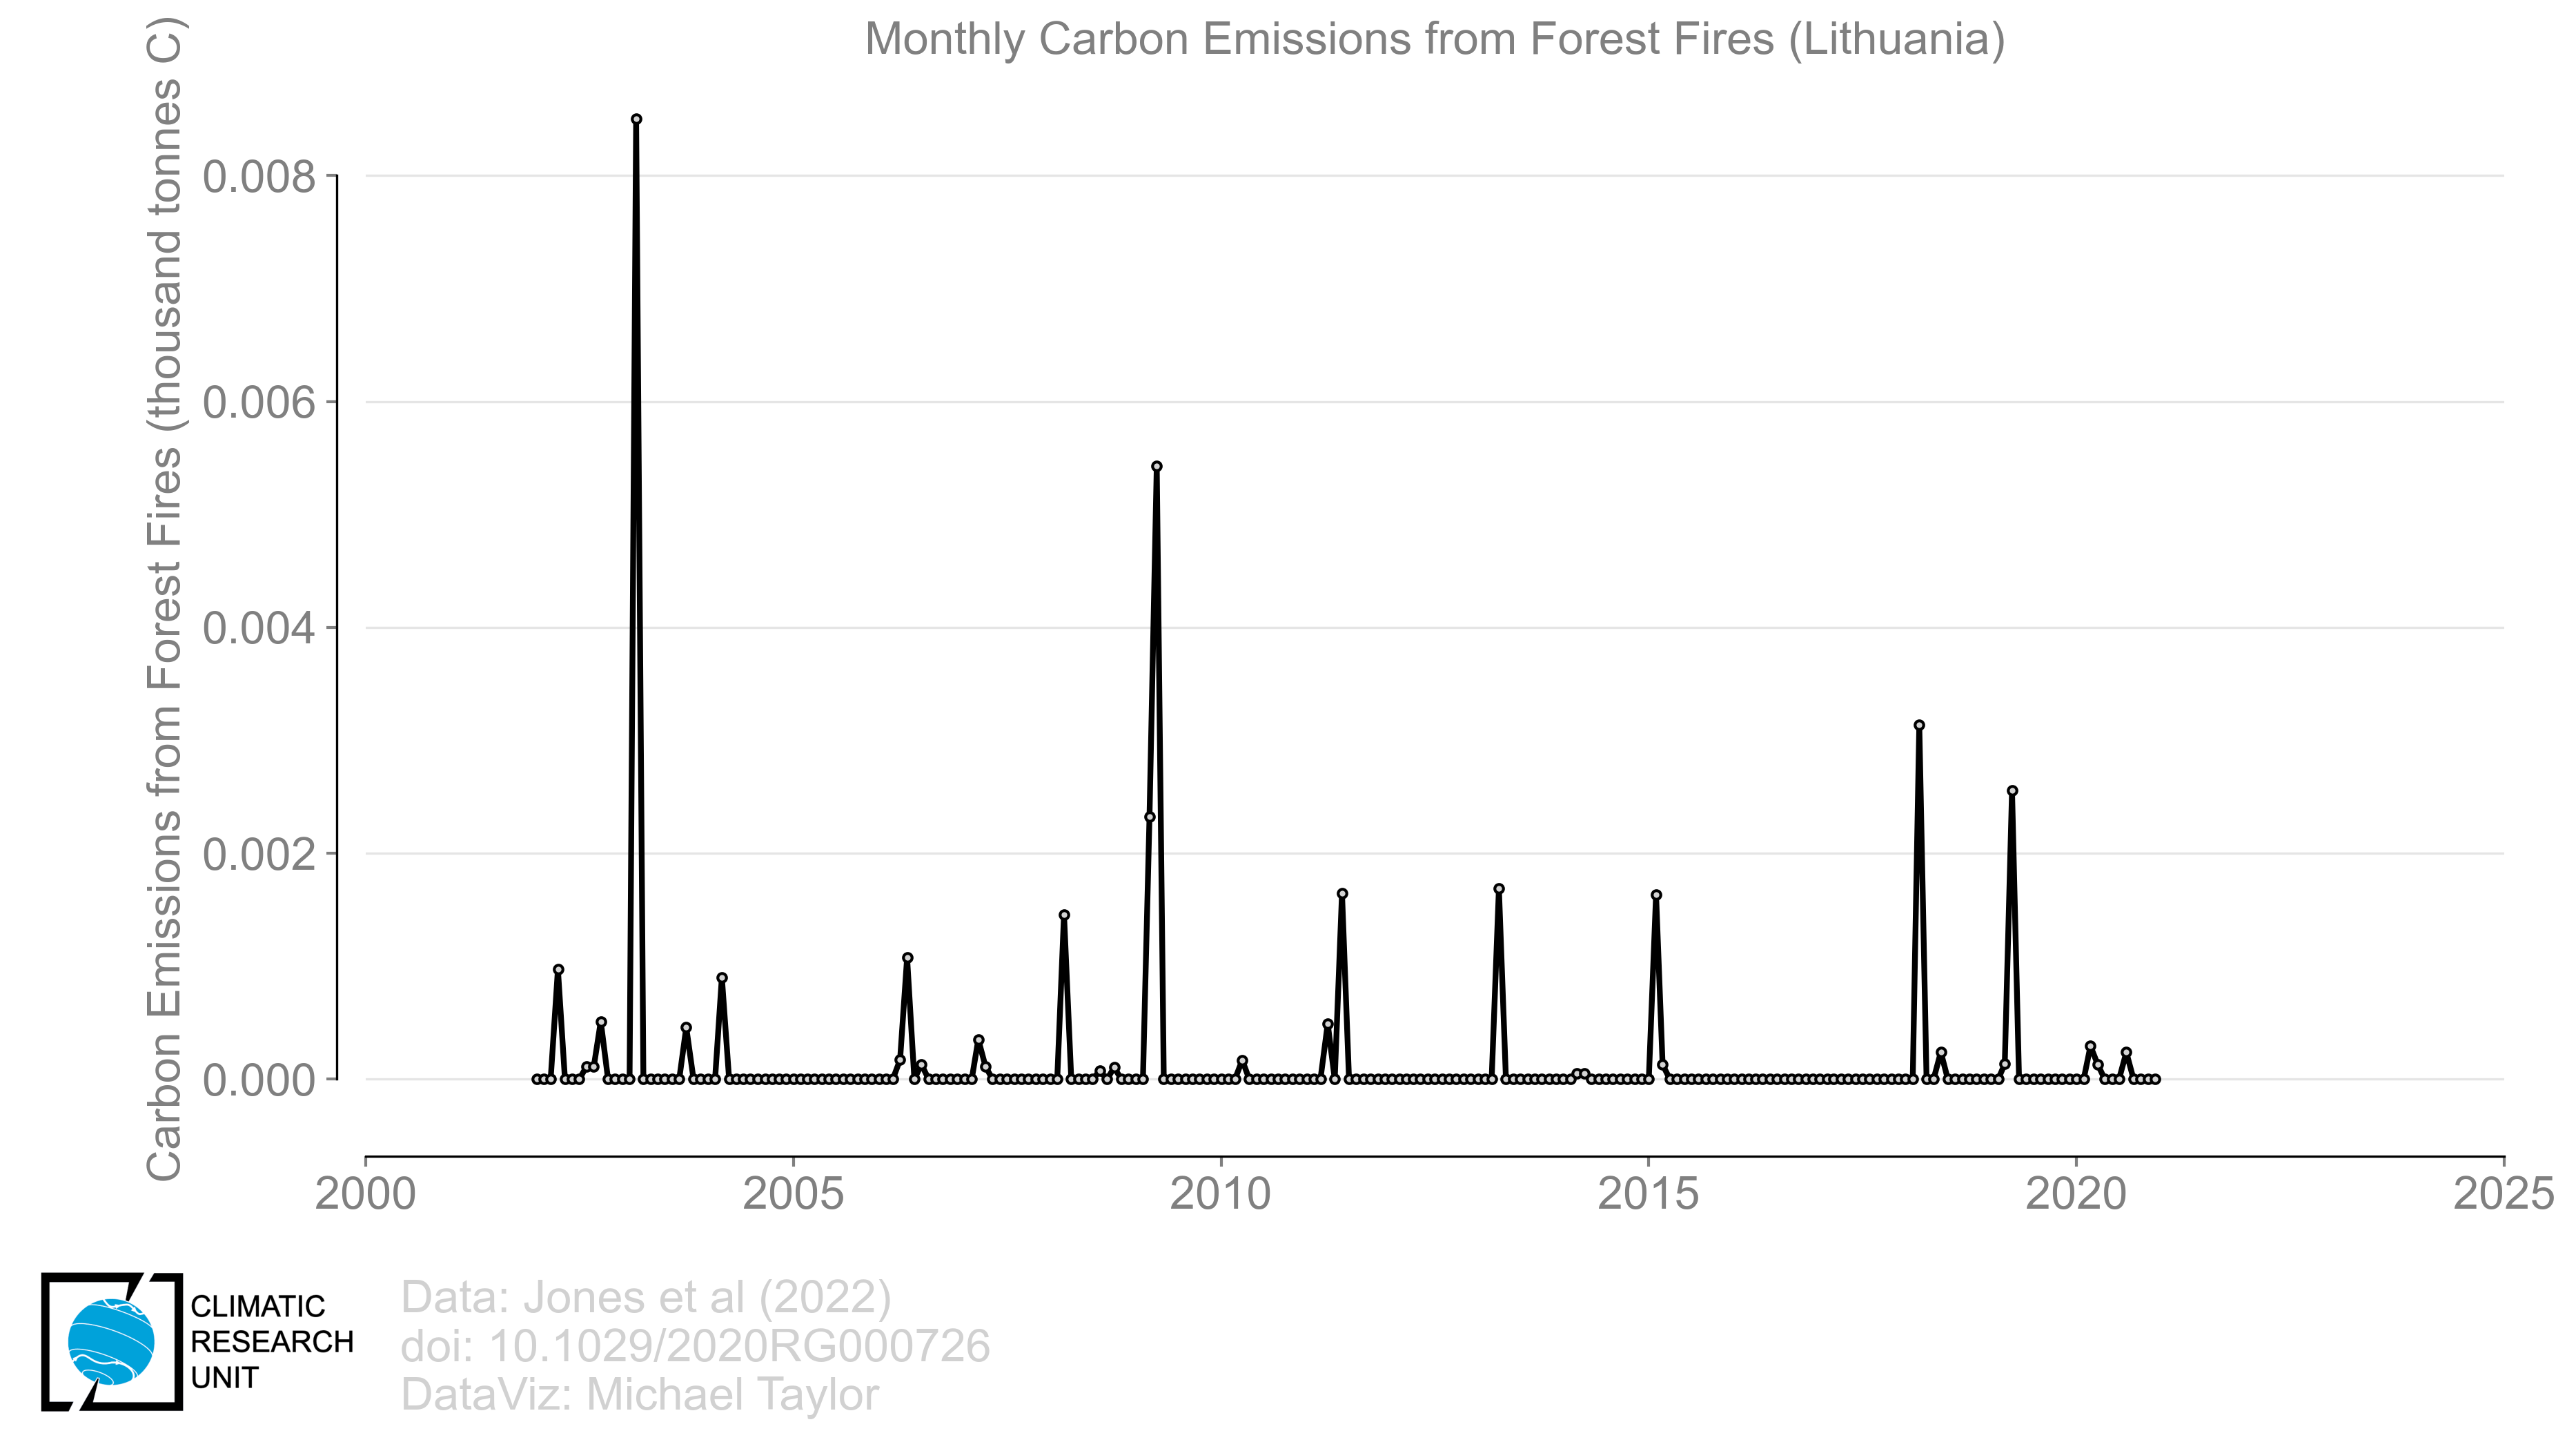 Monthly Carbon Emissions from Forest Fires (Lithuania)
Carbon Emissions from Forest Fires (thousand tonnes C)
0.008
0.006
0.004
0.002
0.000
2000 2005 2010 2015 2020 2025
CLIMATIC
RESEARCH
UNIT
Data: Jones et al (2022)
doi: 10.1029/2020RG000726
DataViz: Michael Taylor